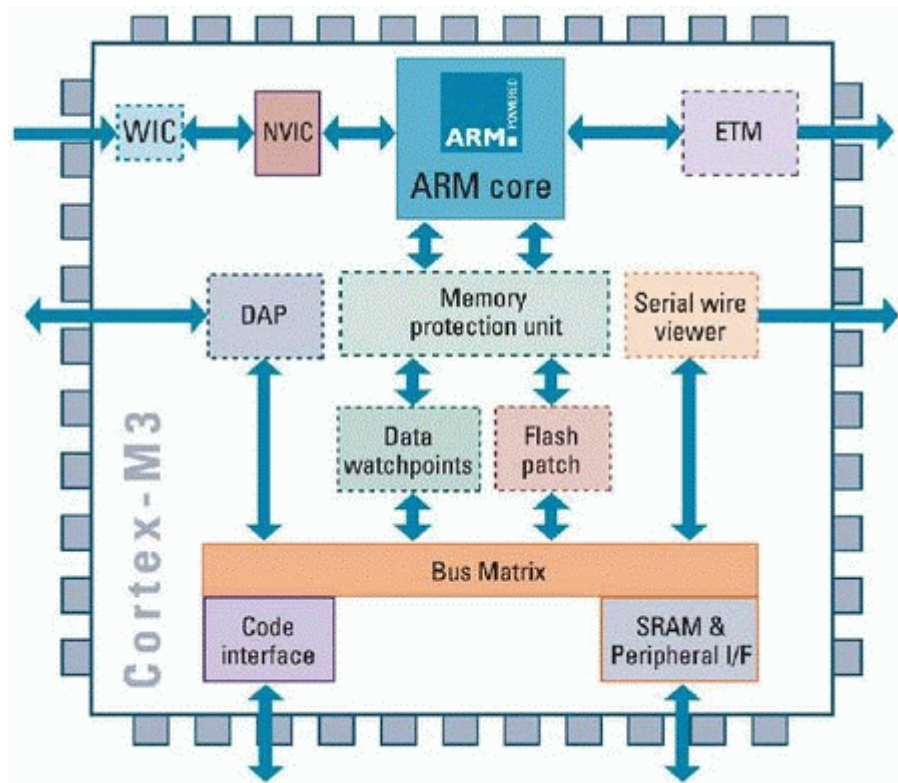 WIC
NVIC
ARM POWERED
ARM core
ETM
DAP
Memory
protection unit
Serial wire
viewer
Data
watchpoints
Flash
patch
Cortex-M3
Bus Matrix
Code
interface
SRAM &
Peripheral I/F